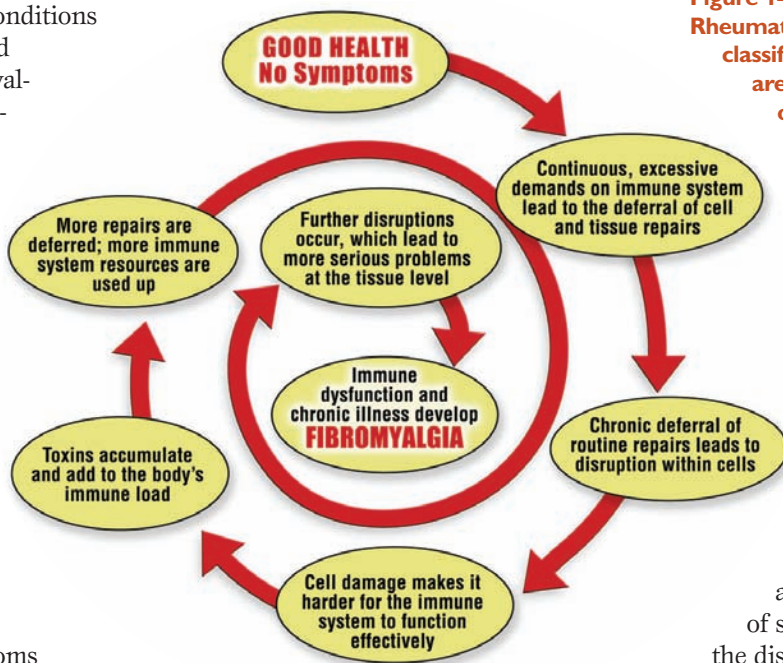 onditions
d
val-
-
Figure 1-
Rheumat
classif
are
c
GOOD HEALTH
No Symptoms
Continuous, excessive
demands on immune system
lead to the deferral of cell
and tissue repairs
Chronic deferral of
routine repairs leads to
disruption within cells
Cell damage makes it
harder for the immune
system to function
effectively
Toxins accumulate
and add to the body's
immune load
More repairs are
deferred; more immune
system resources are
used up
Further disruptions
occur, which lead to
more serious problems
at the tissue level
Immune
dysfunction and
chronic illness develop
FIBROMYALGIA
oms
a
of s
the dis